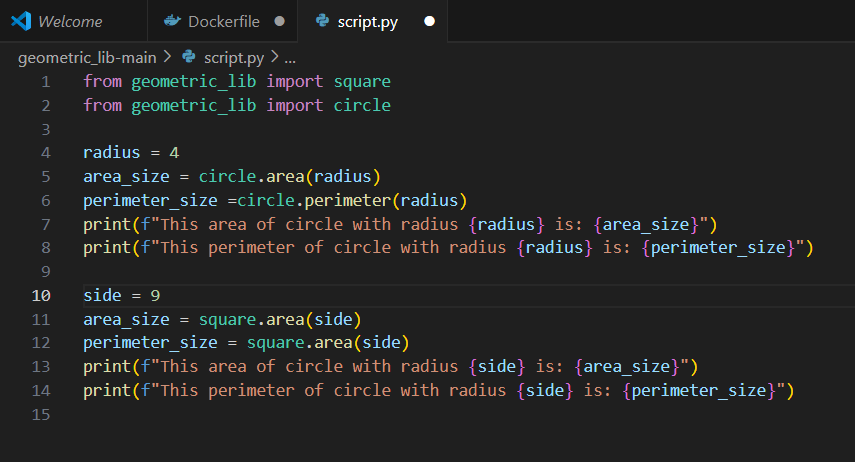 Welcome Dockerfile script.py
geometric_lib-main > script.py > ...
1 from geometric_lib import square
2 from geometric_lib import circle
3
4 radius = 4
5 area_size = circle.area(radius)
6 perimeter_size =circle.perimeter(radius)
7 print(f"This area of circle with radius {radius} is: {area_size}")
8 print(f"This perimeter of circle with radius {radius} is: {perimeter_size}")
9
10 side = 9
11 area_size = square.area(side)
12 perimeter_size = square.area(side)
13 print(f"This area of circle with radius {side} is: {area_size}")
14 print(f"This perimeter of circle with radius {side} is: {perimeter_size}")
15